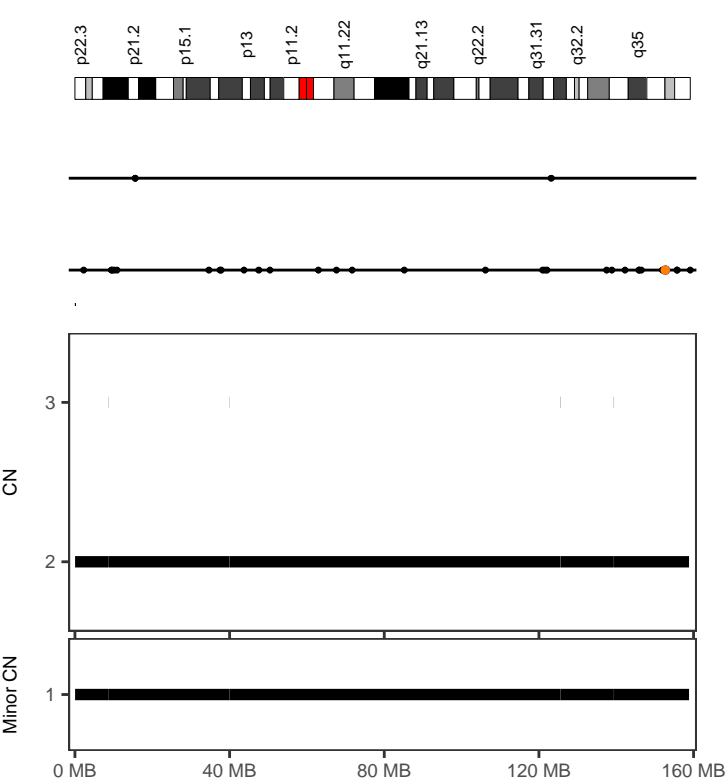 p22.3 p21.2 p15.1 p13 p11.2 q11.22 q21.13 q22.2 q31.31 q32.2 q35
3
CN
2
Minor CN
1
0 MB 40 MB 80 MB 120 MB 160 MB